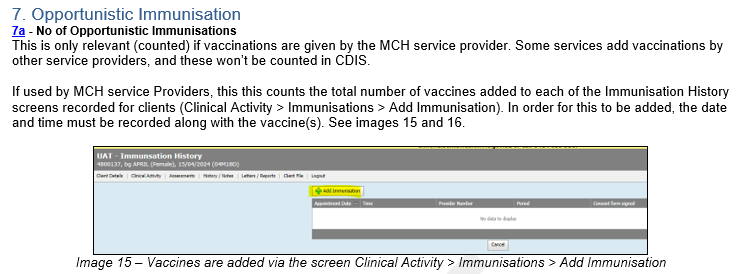 7. Opportunistic Immunisation
7a - No of Opportunistic Immunisations
This is only relevant (counted) if vaccinations are given by the MCH service provider. Some services add vaccinations by
other service providers, and these won't be counted in CDIS.
If used by MCH service Providers, this this counts the total number of vaccines added to each of the Immunisation History
screens recorded for clients (Clinical Activity > Immunisations > Add Immunisation). In order for this to be added, the date
and time must be recorded along with the vaccine(s). See images 15 and 16.
UAT - Immunsation History
4800137, bg APRIL (Female), 15/04/2024 (04M18D)
Client Details | Clinical Activity | Assessments | History / Notes | Letters / Reports | Client File | Logout
Add Immunisation
Appointment Date Time Provider Number Period Consent form signed
No data to display
Cancel
Image 15 – Vaccines are added via the screen Clinical Activity > Immunisations > Add Immunisation